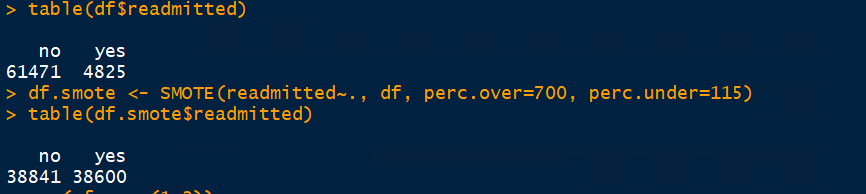 > table(df$readmitted)
no yes
61471 4825
> df.smote <- SMOTE(readmitted~., df, perc.over=700, perc.under=115)
> table(df.smote$readmitted)
no yes
38841 38600